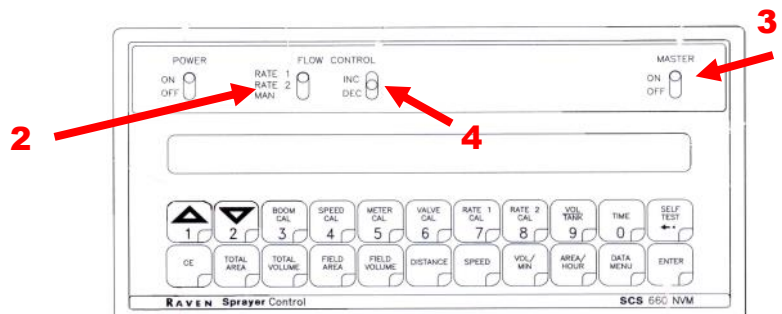 3
POWER
FLOW CONTROL
MASTER
ON
OFF
RATE 1
RATE 2
MAN
INC
DEC
ON
OFF
2
4
1
2
BOOM CAL 3
SPEED CAL 4
METER CAL 5
VALVE CAL 6
RATE 1 CAL 7
RATE 2 CAL 8
VOL TANK 9
TIME 0
SELF TEST
CE
TOTAL AREA
TOTAL VOLUME
FIELD AREA
FIELD VOLUME
DISTANCE
SPEED
VOL/ MIN
AREA/ HOUR
DATA MENU
ENTER
RAVEN Sprayer Control
SCS 660 NVM